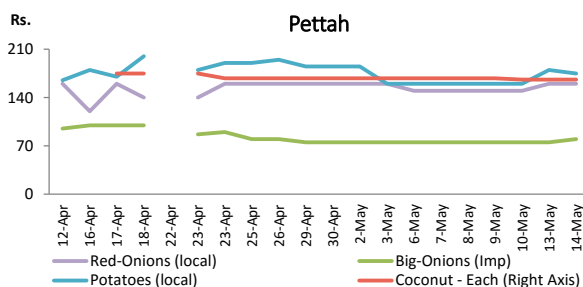 Pettah
Rs.
210
140
70
0
12-Apr
16-Apr
17-Apr
18-Apr
22-Apr
23-Apr
23-Apr
25-Apr
26-Apr
29-Apr
30-Apr
2-May
3-May
6-May
7-May
8-May
9-May
10-May
13-May
14-May
Red-Onions (local)
Big-Onions (Imp)
Potatoes (local)
Coconut - Each (Right Axis)